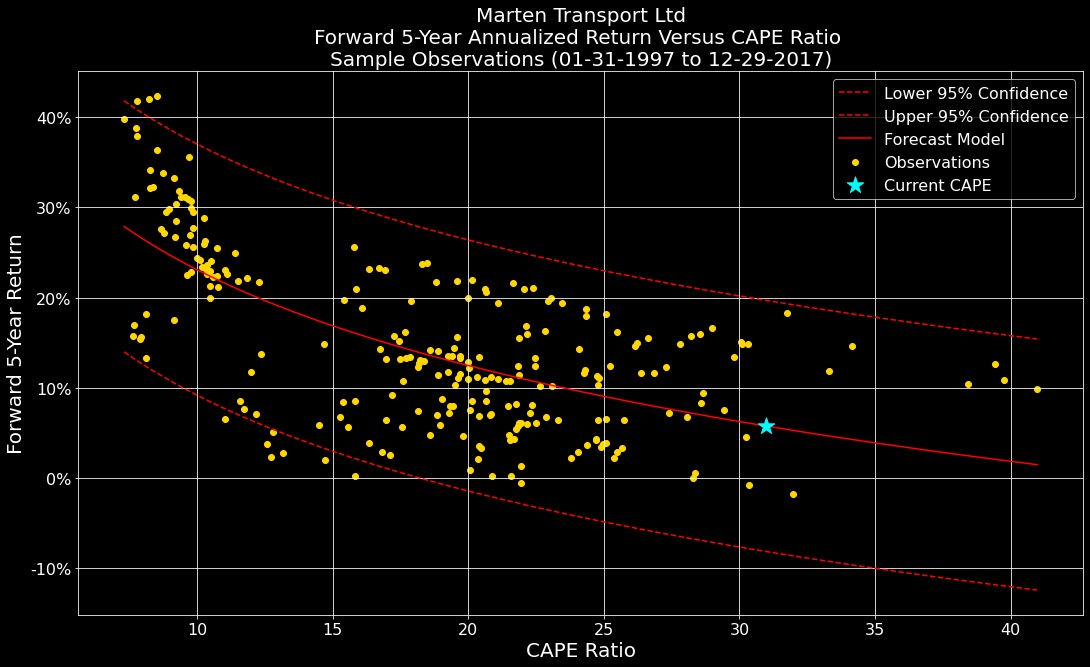 Marten Transport Ltd
Forward 5-Year Annualized Return Versus CAPE Ratio
Sample Observations (01-31-1997 to 12-29-2017)
Lower 95% Confidence
Upper 95% Confidence
Forecast Model
Observations
Current CAPE
Forward 5-Year Return
40%
30%
20%
10%
0%
-10%
10 15 20 25 30 35 40
CAPE Ratio